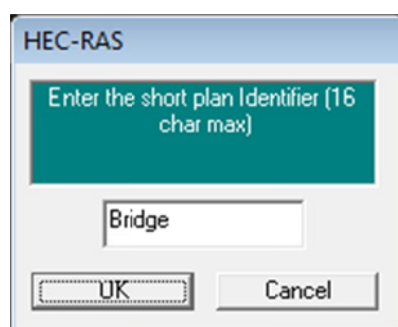 HEC-RAS
Enter the short plan Identifier (16
char max)
Bridge
OK
Cancel